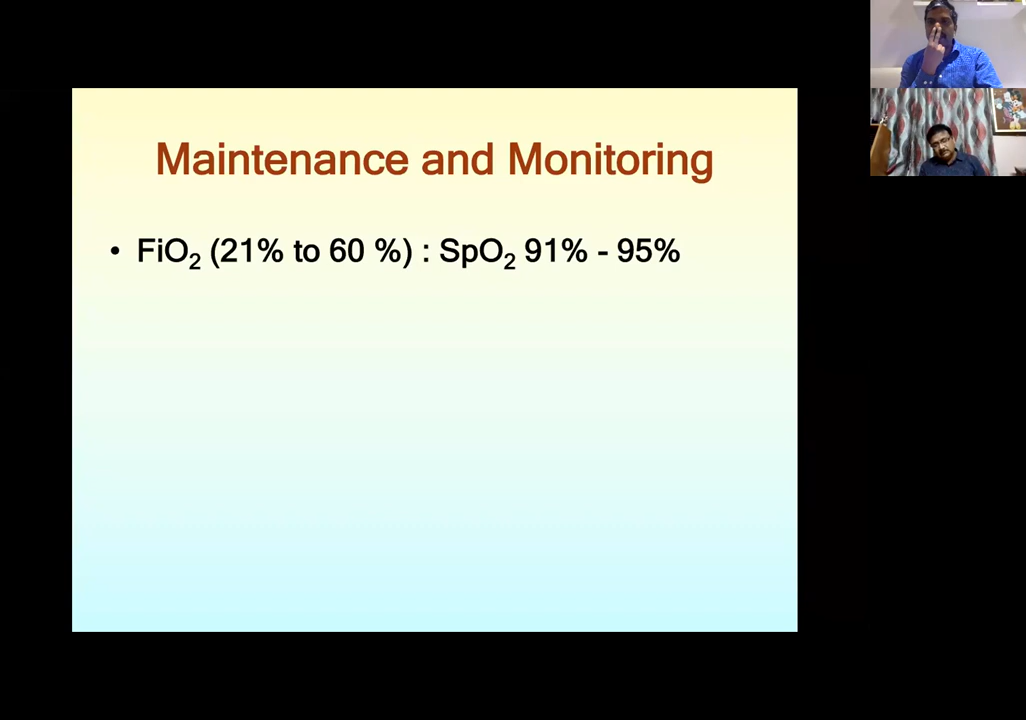 Maintenance and Monitoring
• FiO₂ (21% to 60 %) : SpO₂ 91% - 95%